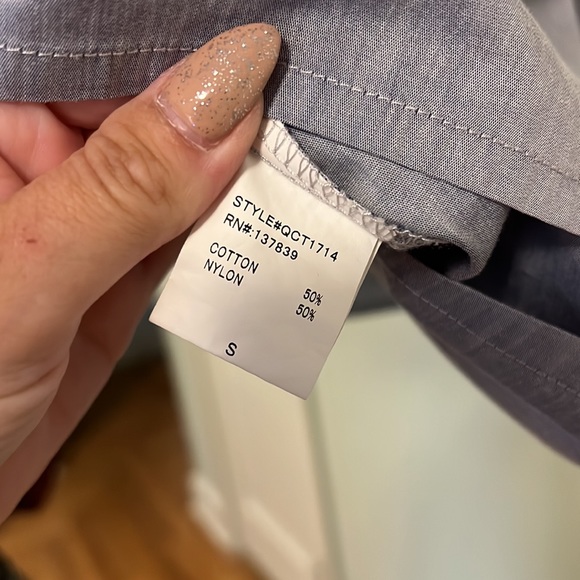 STYLE#QCT1714
RN#:137839
COTTON 50%
NYLON 50%
S